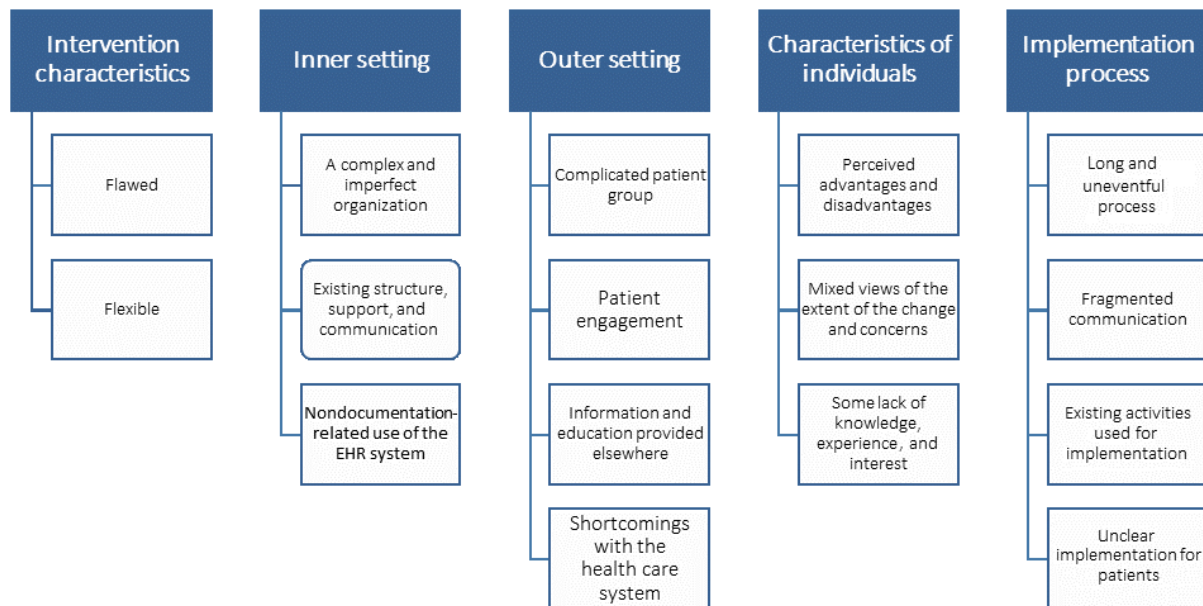 Intervention
characteristics
Flawed
Flexible
Inner setting
A complex and
imperfect
organization
Existing structure,
support, and
communication
Nondocumentation-
related use of the
EHR system
Outer setting
Complicated patient
group
Patient
engagement
Information and
education provided
elsewhere
Shortcomings
with the
health care
system
Characteristics of
individuals
Perceived
advantages and
disadvantages
Mixed views of the
extent of the change
and concerns
Some lack of
knowledge,
experience, and
interest
Implementation
process
Long and
uneventful
process
Fragmented
communication
Existing activities
used for
implementation
Unclear
implementation for
patients